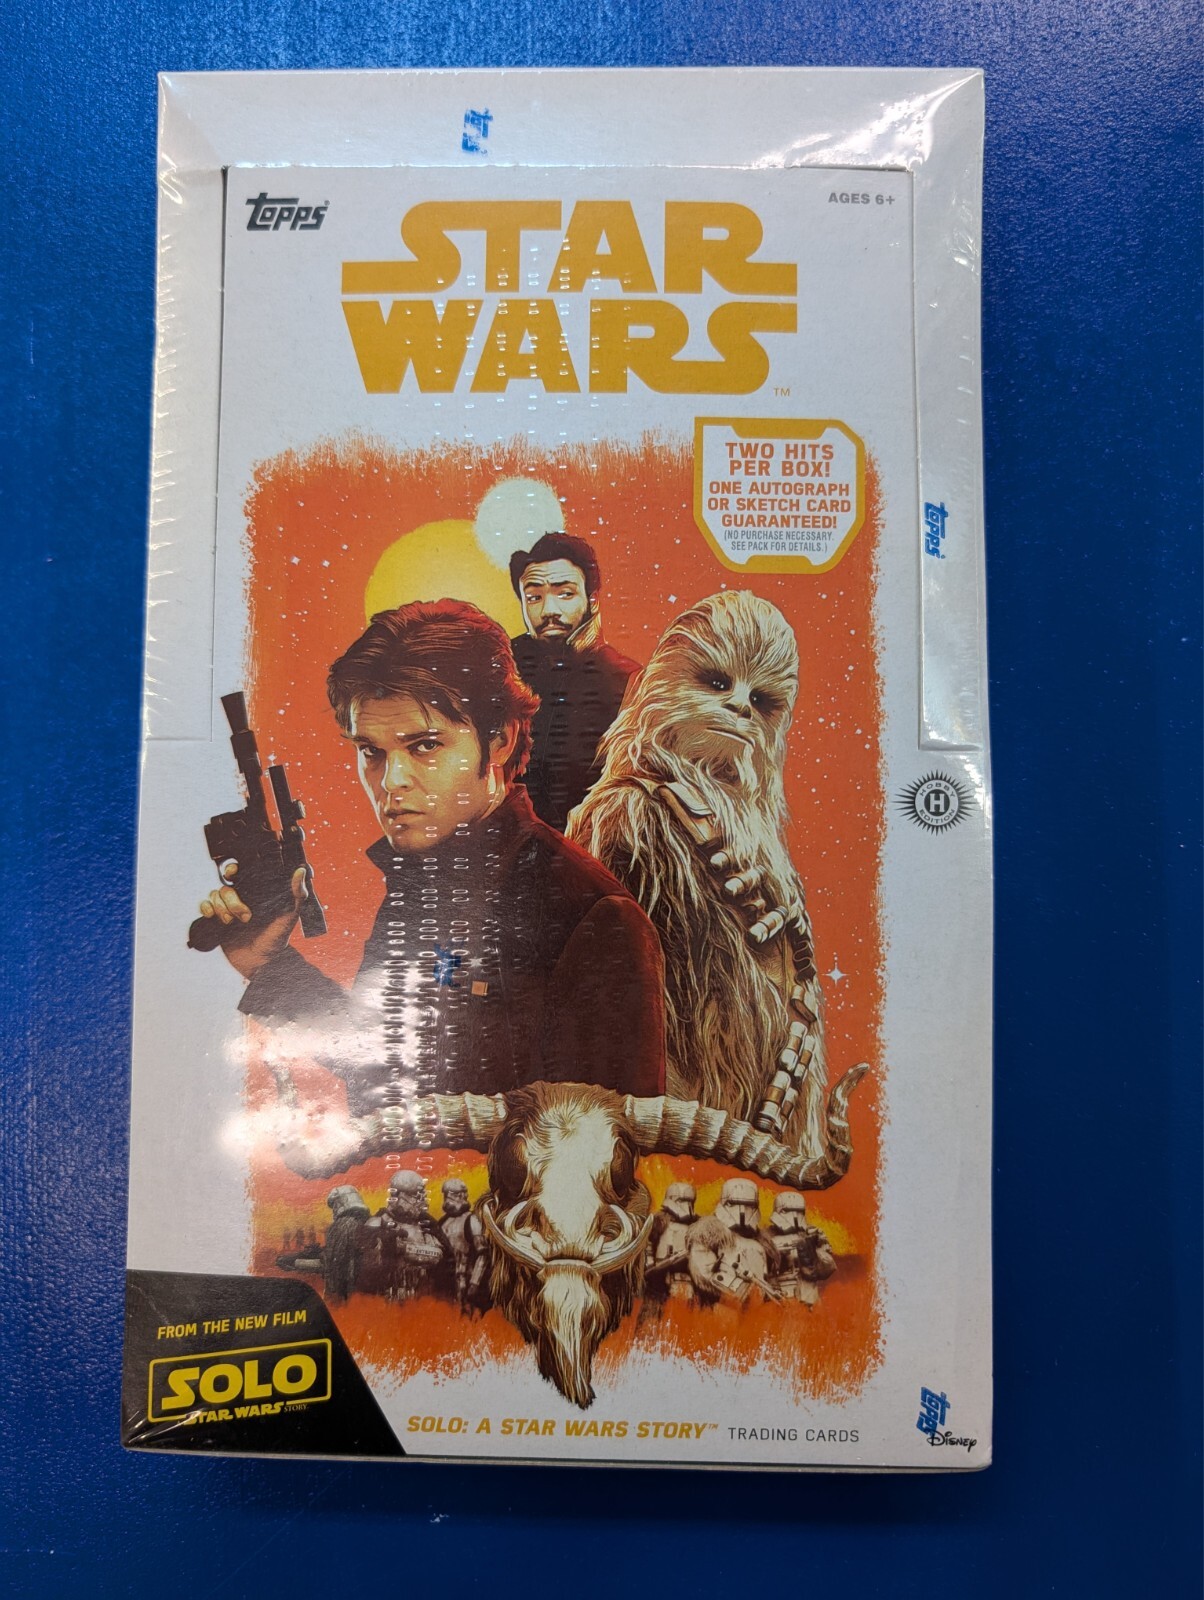 topps
AGES 6+
STAR
WARS
TM
TWO HITS
PER BOX!
ONE AUTOGRAPH
OR SKETCH CARD
GUARANTEED!
(NO PURCHASE NECESSARY.
SEE PACK FOR DETAILS.)
topps
HOBBY
H
EDITION
FROM THE NEW FILM
SOLO
A STAR WARS STORY
SOLO: A STAR WARS STORY™ TRADING CARDS
topps
Disney